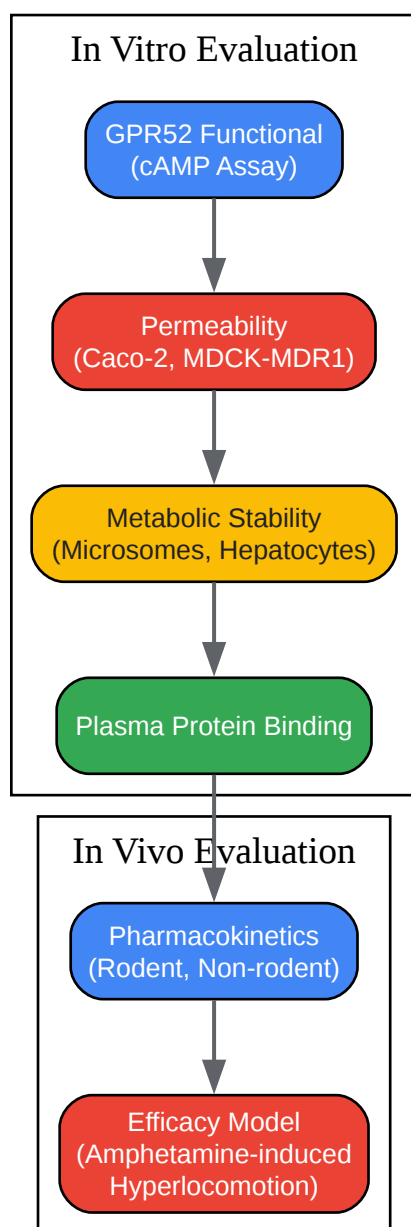 In Vitro Evaluation
GPR52 Functional
(cAMP Assay)
Permeability
(Caco-2, MDCK-MDR1)
Metabolic Stability
(Microsomes, Hepatocytes)
Plasma Protein Binding
In Vivo Evaluation
Pharmacokinetics
(Rodent, Non-rodent)
Efficacy Model
(Amphetamine-induced
Hyperlocomotion)